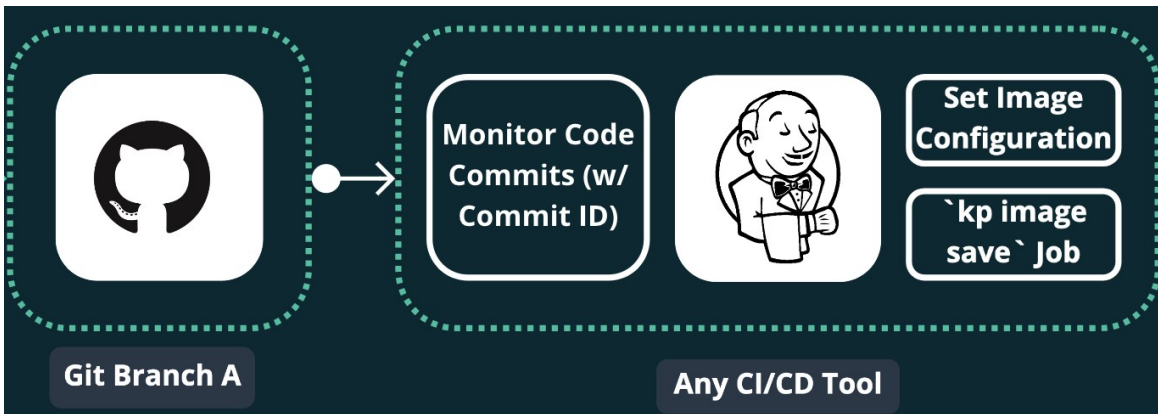 Monitor Code
Commits (w/
Commit ID)
Set Image
Configuration
`kp image
save` Job
Git Branch A
Any CI/CD Tool